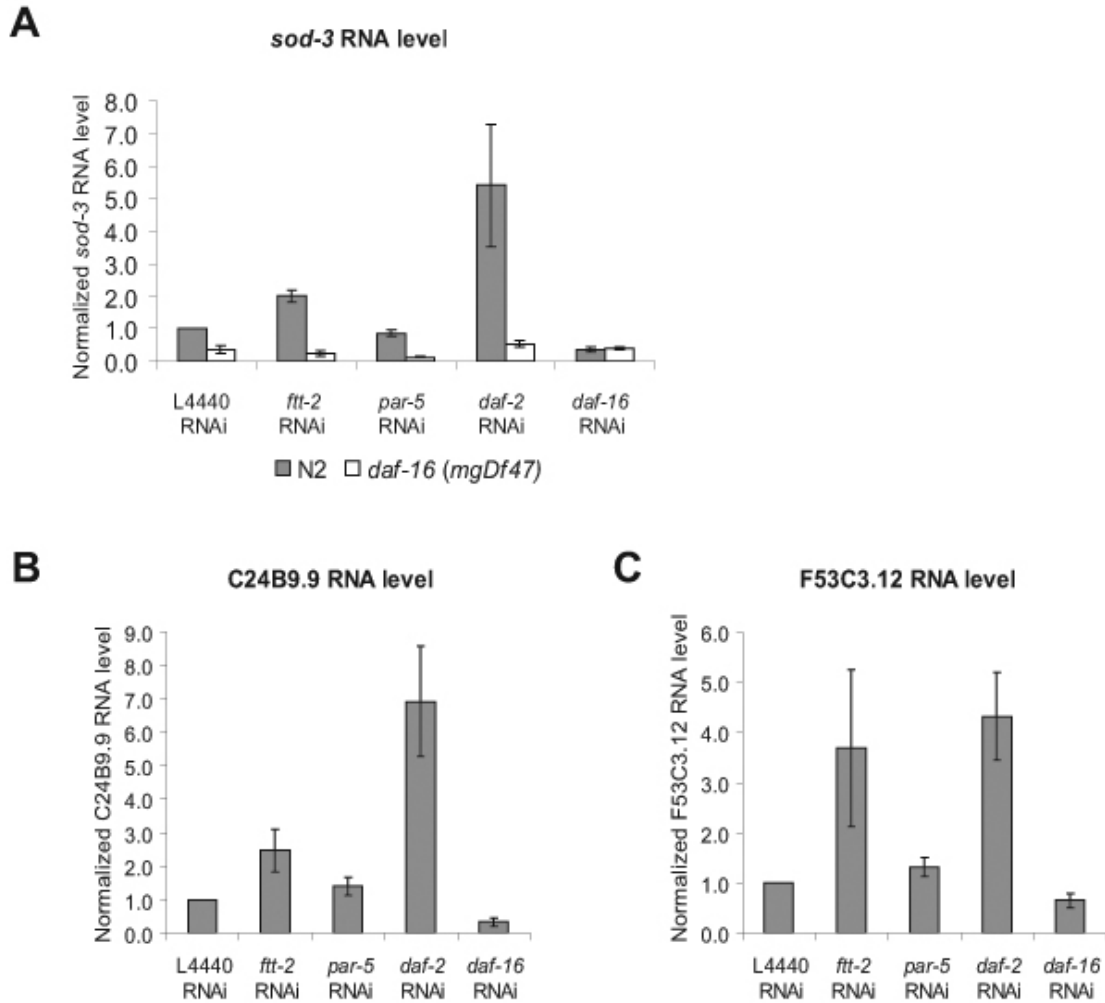 A
sod-3 RNA level
Normalized sod-3 RNA level
8.0
7.0
6.0
5.0
4.0
3.0
2.0
1.0
0.0
L4440 ftt-2 par-5 daf-2 daf-16
RNAi RNAi RNAi RNAi RNAi
N2 daf-16 (mgDf47)
B
C24B9.9 RNA level
Normalized C24B9.9 RNA level
9.0
8.0
7.0
6.0
5.0
4.0
3.0
2.0
1.0
0.0
L4440 ftt-2 par-5 daf-2 daf-16
RNAi RNAi RNAi RNAi RNAi
C
F53C3.12 RNA level
Normalized F53C3.12 RNA level
6.0
5.0
4.0
3.0
2.0
1.0
0.0
L4440 ftt-2 par-5 daf-2 daf-16
RNAi RNAi RNAi RNAi RNAi